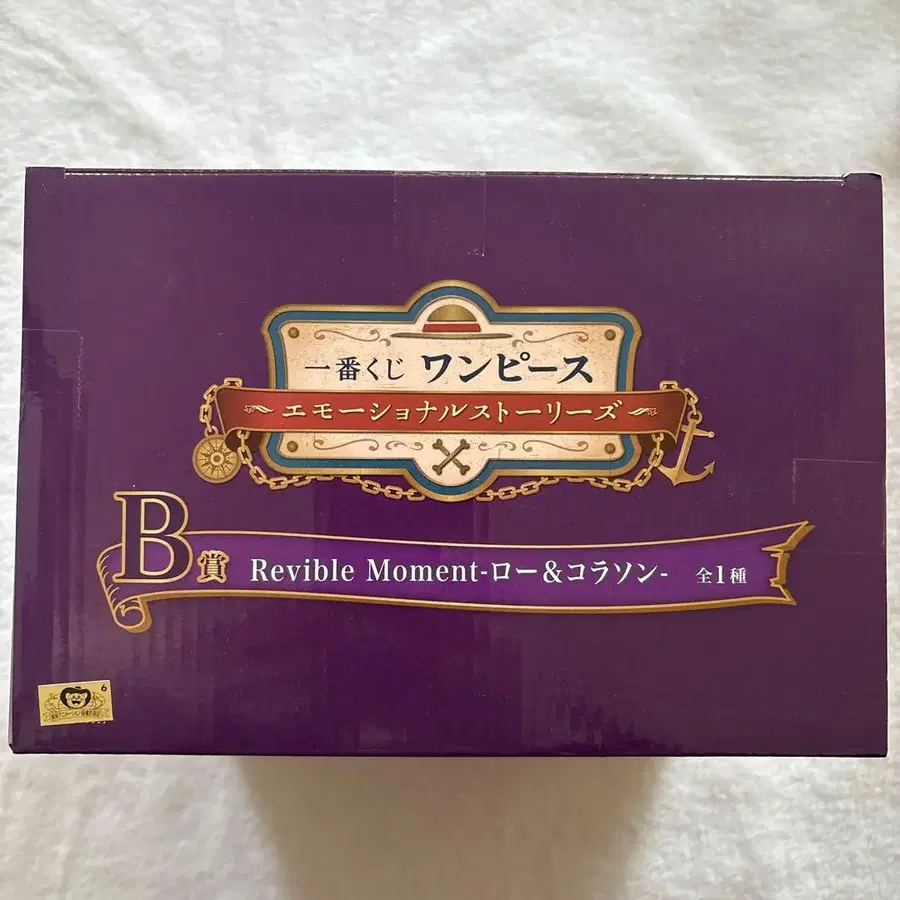 一番くじ ワンピース
～エモーショナルストーリーズ～
B賞 Revible Moment-ロー&コラソン- 全1種
6